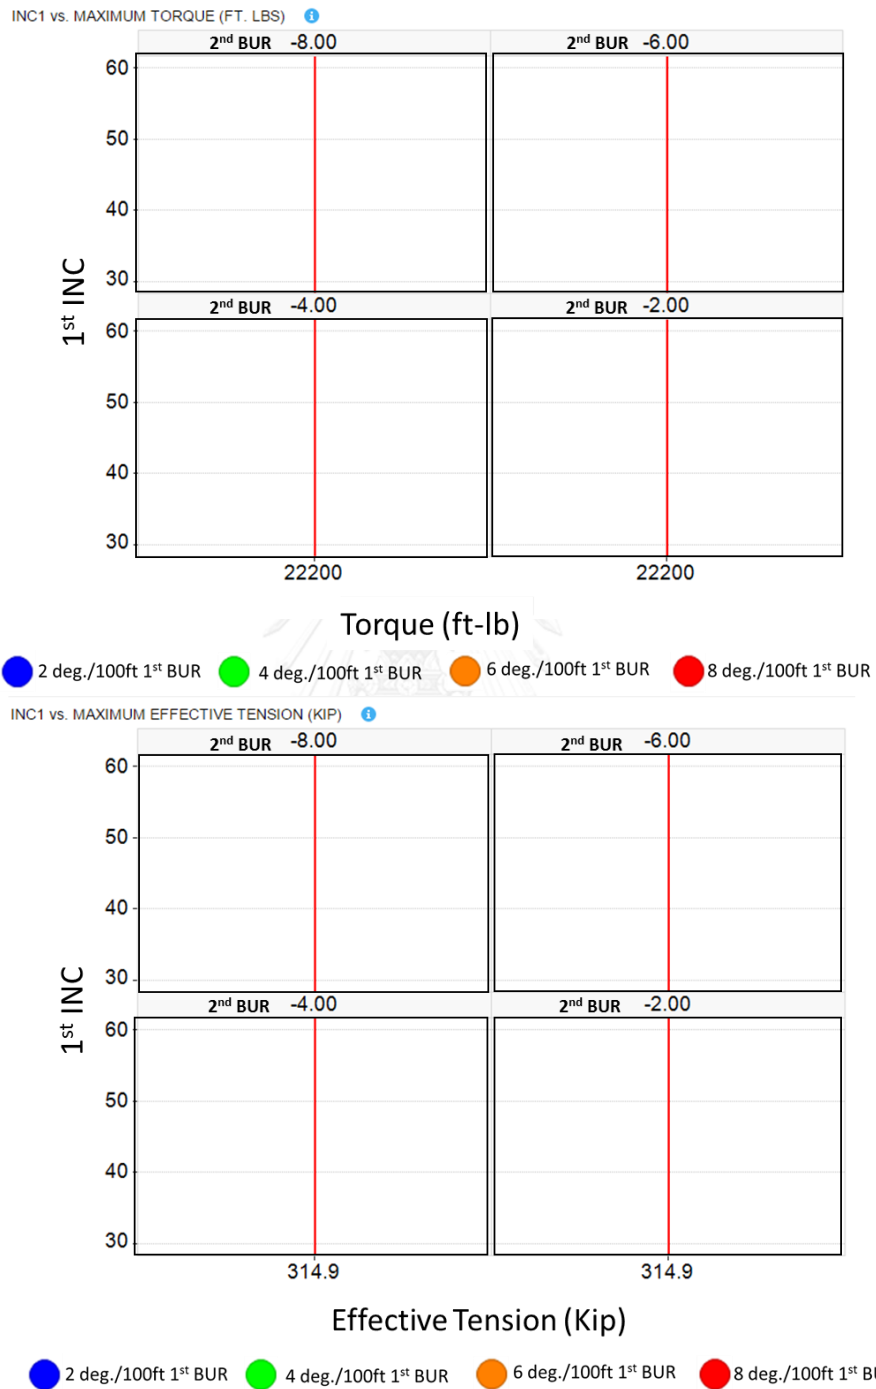 INC1 vs. MAXIMUM TORQUE (FT. LBS)
2nd BUR -8.00 2nd BUR -6.00
60
50
40
30
1st INC
2nd BUR -4.00 2nd BUR -2.00
60
50
40
30
22200 22200
Torque (ft-lb)
2 deg./100ft 1st BUR 4 deg./100ft 1st BUR 6 deg./100ft 1st BUR 8 deg./100ft 1st BUR
INC1 vs. MAXIMUM EFFECTIVE TENSION (KIP)
2nd BUR -8.00 2nd BUR -6.00
60
50
40
30
1st INC
2nd BUR -4.00 2nd BUR -2.00
60
50
40
30
314.9 314.9
Effective Tension (Kip)
2 deg./100ft 1st BUR 4 deg./100ft 1st BUR 6 deg./100ft 1st BUR 8 deg./100ft 1st